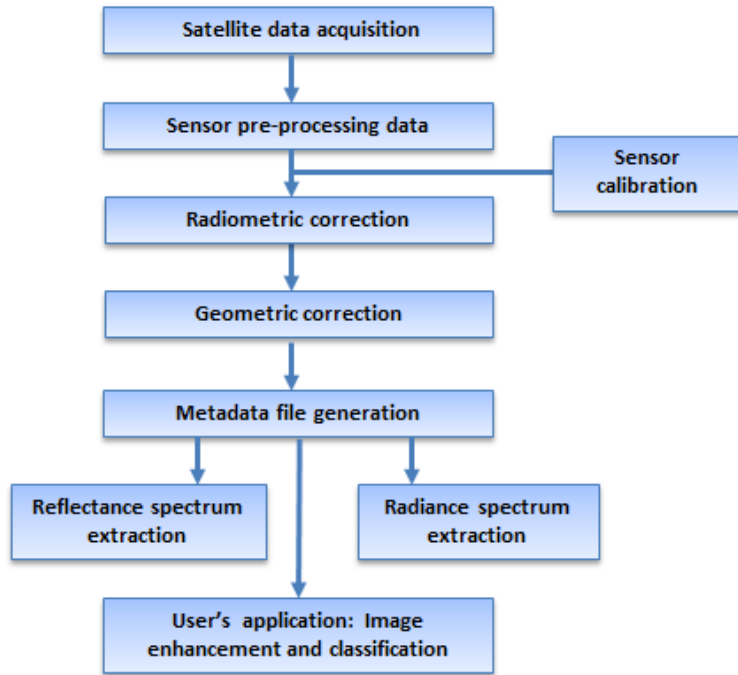 Satellite data acquisition
Sensor pre-processing data
Sensor
calibration
Radiometric correction
Geometric correction
Metadata file generation
Reflectance spectrum
extraction
Radiance spectrum
extraction
User's application: Image
enhancement and classification